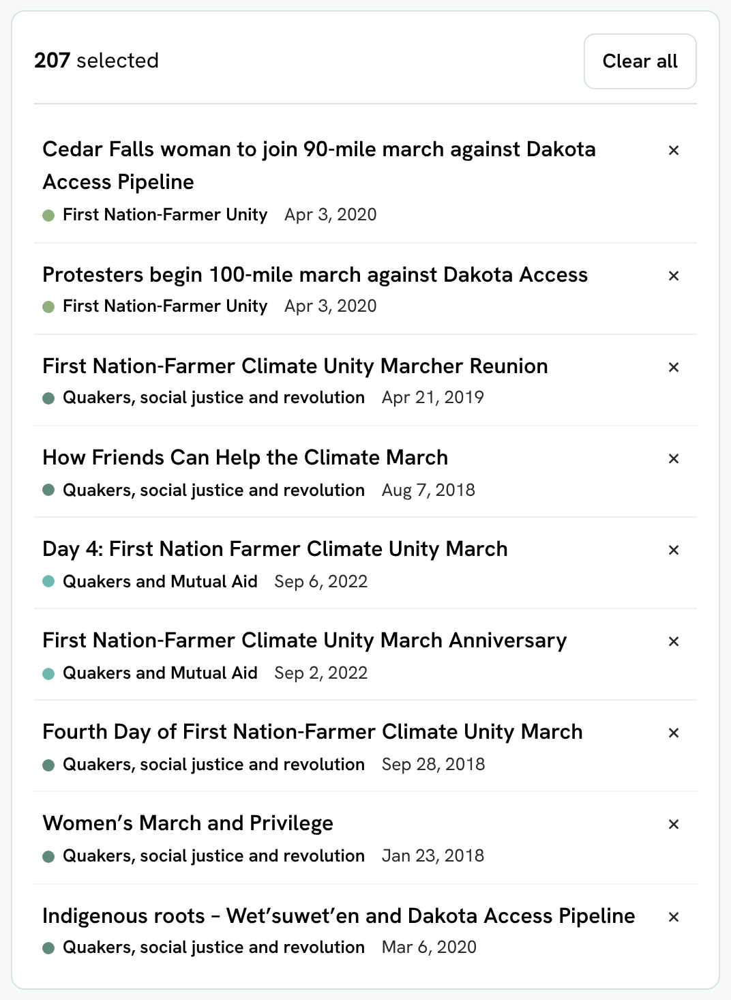 207 selected
Clear all
Cedar Falls woman to join 90-mile march against Dakota
Access Pipeline
×
First Nation-Farmer Unity Apr 3, 2020
Protesters begin 100-mile march against Dakota Access
×
First Nation-Farmer Unity Apr 3, 2020
First Nation-Farmer Climate Unity Marcher Reunion
×
Quakers, social justice and revolution Apr 21, 2019
How Friends Can Help the Climate March
×
Quakers, social justice and revolution Aug 7, 2018
Day 4: First Nation Farmer Climate Unity March
×
Quakers and Mutual Aid Sep 6, 2022
First Nation-Farmer Climate Unity March Anniversary
×
Quakers and Mutual Aid Sep 2, 2022
Fourth Day of First Nation-Farmer Climate Unity March
×
Quakers, social justice and revolution Sep 28, 2018
Women’s March and Privilege
×
Quakers, social justice and revolution Jan 23, 2018
Indigenous roots – Wet’suwet’en and Dakota Access Pipeline
×
Quakers, social justice and revolution Mar 6, 2020